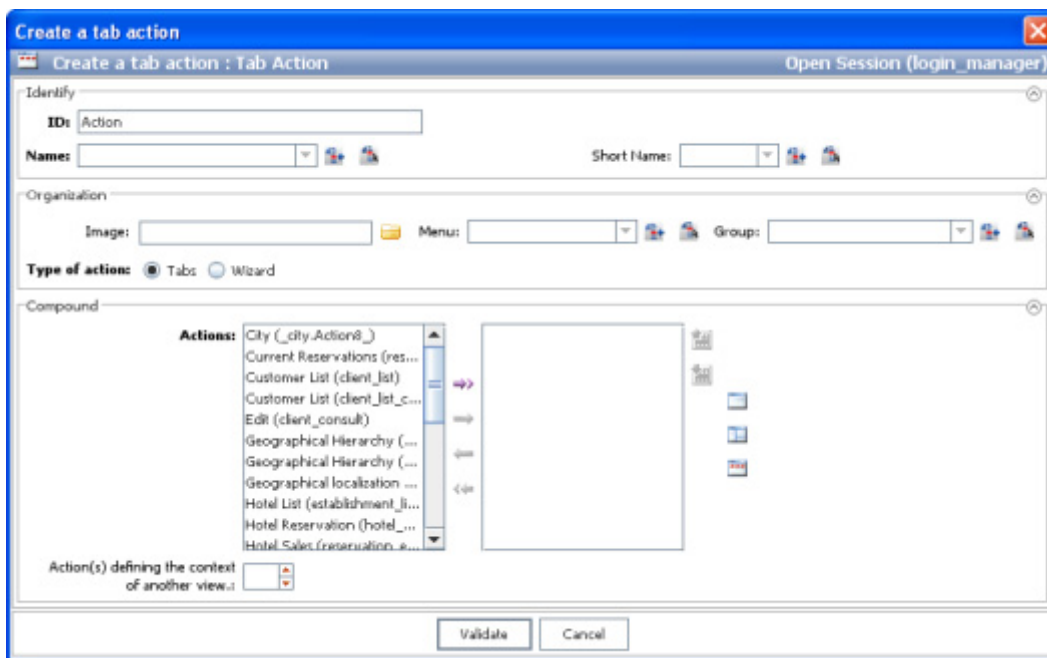 Create a tab action
Create a tab action : Tab Action Open Session (login_manager)
Identify
ID: Action
Name: Short Name:
Organization
Image: Menu: Group:
Type of action: Tabs Wizard
Compound
Actions: City (_city.Action8_)
Current Reservations (res...
Customer List (client_list)
Customer List (client_list_c...
Edit (client_consult)
Geographical Hierarchy (...
Geographical Hierarchy (...
Geographical localization ...
Hotel List (establishment_li...
Hotel Reservation (hotel_...
Hotel Sales (reservation_e...
Action(s) defining the context
of another view.:
Validate Cancel